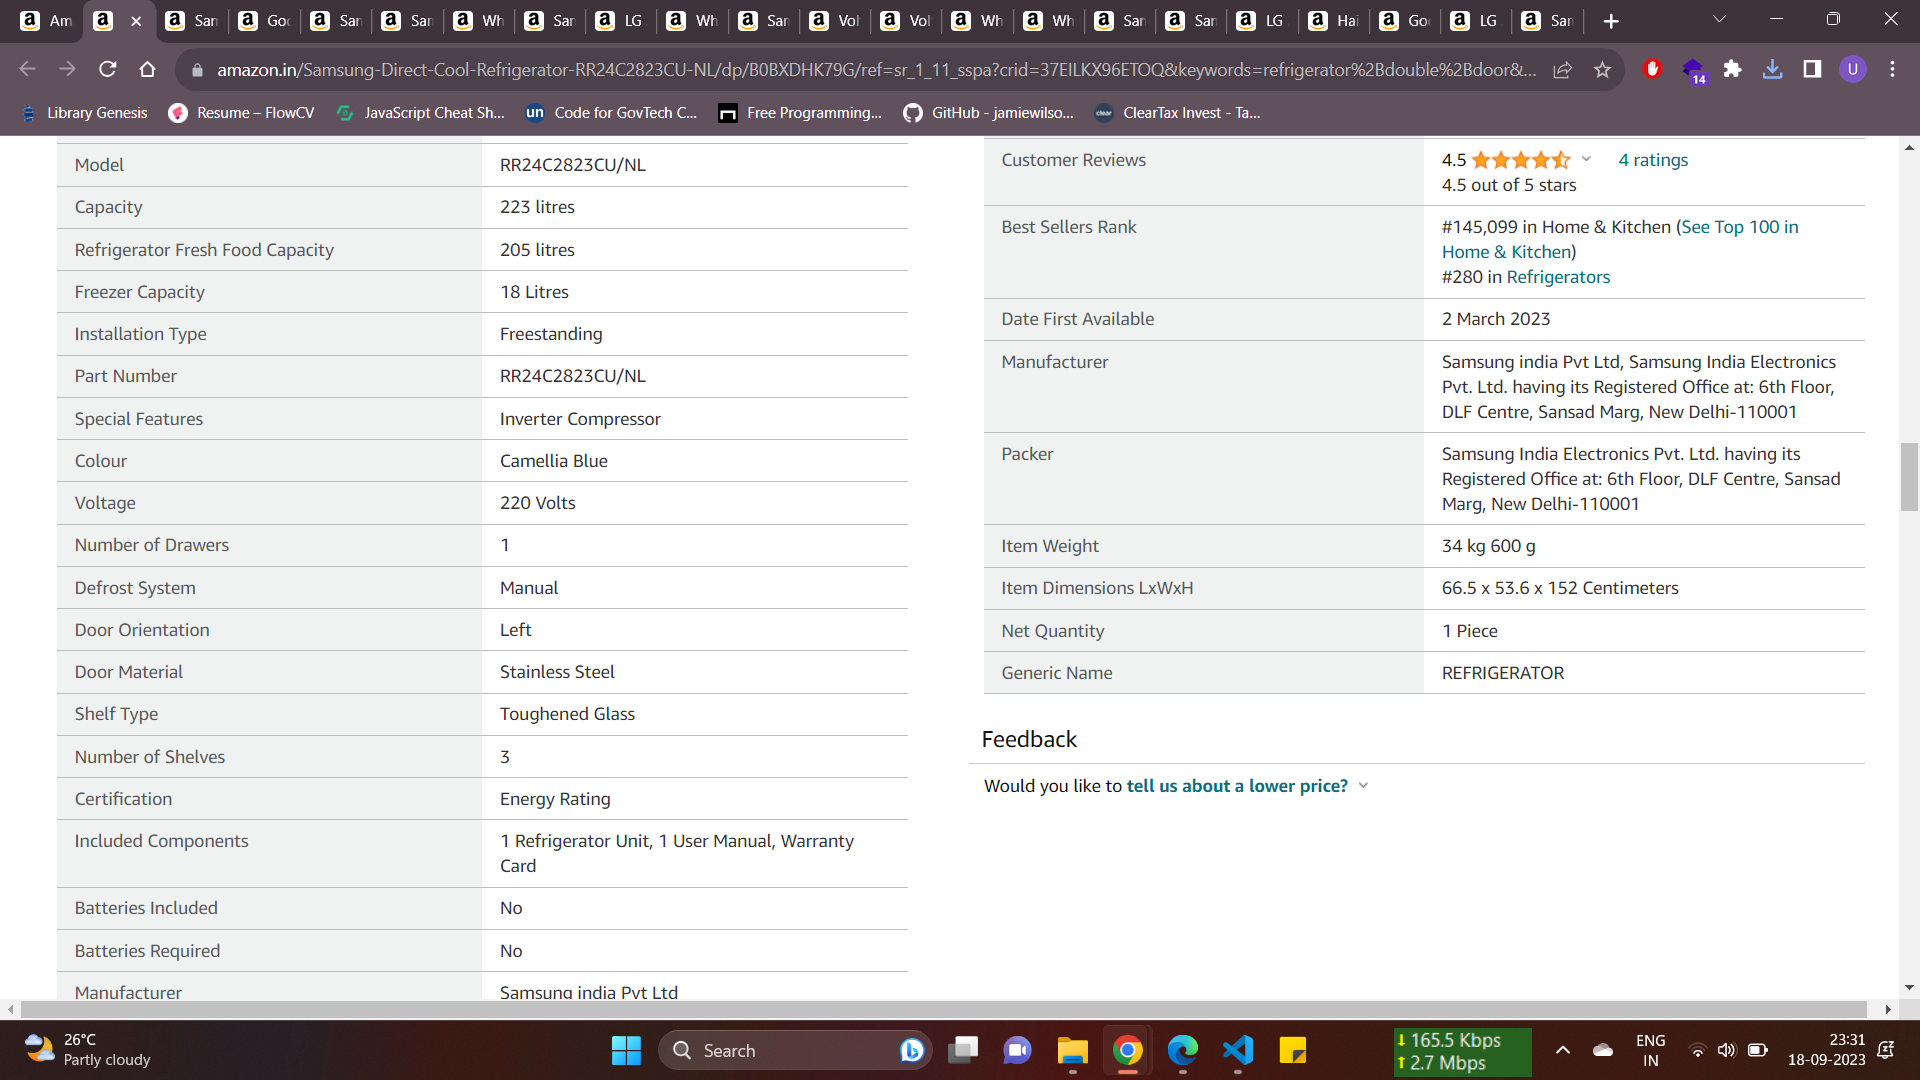 Am
San
Goo
San
San
Wh
San
LG
Wh
San
Vol
Vol
Wh
Wh
San
San
LG
Hai
Goo
LG
San
amazon.in/Samsung-Direct-Cool-Refrigerator-RR24C2823CU-NL/dp/B0BXDHK79G/ref=sr_1_11_sspa?crid=37EILKX96ETOQ&keywords=refrigerator%2Bdouble%2Bdoor&...
14
U
Library Genesis
Resume – FlowCV
JavaScript Cheat Sh...
un
Code for GovTech C...
Free Programming...
GitHub - jamiewilso...
clear
ClearTax Invest - Ta...
Model RR24C2823CU/NL
Capacity 223 litres
Refrigerator Fresh Food Capacity 205 litres
Freezer Capacity 18 Litres
Installation Type Freestanding
Part Number RR24C2823CU/NL
Special Features Inverter Compressor
Colour Camellia Blue
Voltage 220 Volts
Number of Drawers 1
Defrost System Manual
Door Orientation Left
Door Material Stainless Steel
Shelf Type Toughened Glass
Number of Shelves 3
Certification Energy Rating
Included Components 1 Refrigerator Unit, 1 User Manual, Warranty
Card
Batteries Included No
Batteries Required No
Manufacturer Samsung india Pvt Ltd
Customer Reviews 4.5 4 ratings
4.5 out of 5 stars
Best Sellers Rank #145,099 in Home & Kitchen (See Top 100 in
Home & Kitchen)
#280 in Refrigerators
Date First Available 2 March 2023
Manufacturer Samsung india Pvt Ltd, Samsung India Electronics
Pvt. Ltd. having its Registered Office at: 6th Floor,
DLF Centre, Sansad Marg, New Delhi-110001
Packer Samsung India Electronics Pvt. Ltd. having its
Registered Office at: 6th Floor, DLF Centre, Sansad
Marg, New Delhi-110001
Item Weight 34 kg 600 g
Item Dimensions LxWxH 66.5 x 53.6 x 152 Centimeters
Net Quantity 1 Piece
Generic Name REFRIGERATOR
Feedback
Would you like to tell us about a lower price?
26°C
Partly cloudy
Search
165.5 Kbps
2.7 Mbps
ENG
IN
23:31
18-09-2023